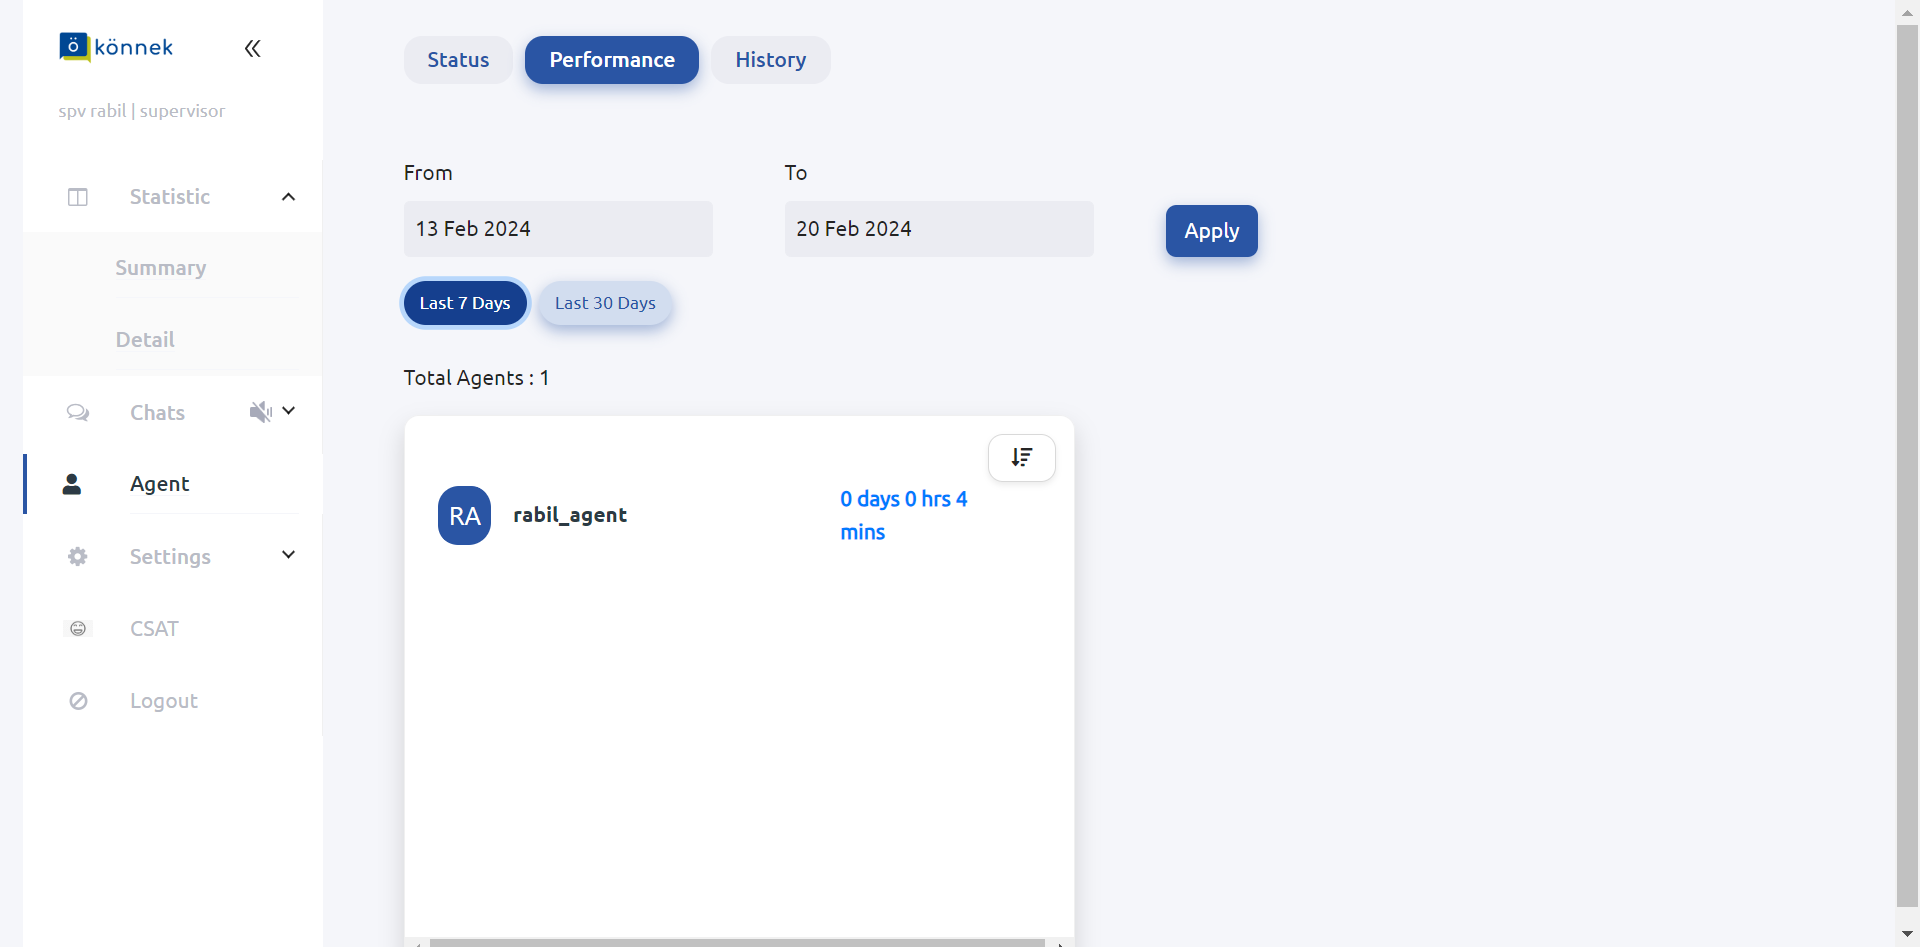 ö könnek
spv rabil | supervisor
Statistic
Summary
Detail
Chats
Agent
Settings
CSAT
Logout
Status
Performance
History
From
To
13 Feb 2024
20 Feb 2024
Apply
Last 7 Days
Last 30 Days
Total Agents : 1
RA
rabil_agent
0 days 0 hrs 4
mins